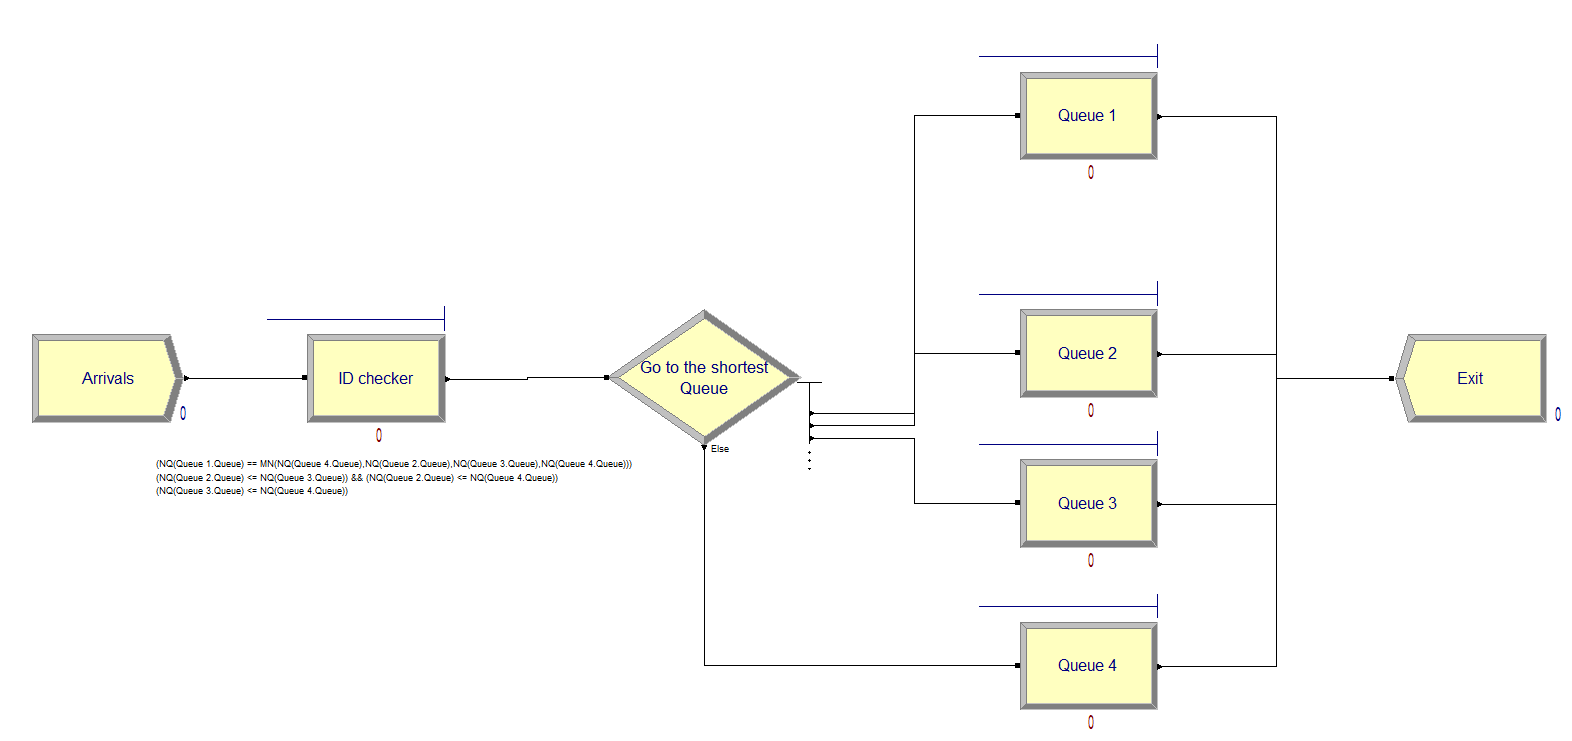 Queue 1
0
Queue 2
0
Arrivals
0
ID checker
0
Go to the shortest
Queue
Else
Exit
0
(NQ(Queue 1.Queue) == MN(NQ(Queue 4.Queue),NQ(Queue 2.Queue),NQ(Queue 3.Queue),NQ(Queue 4.Queue)))
(NQ(Queue 2.Queue) <= NQ(Queue 3.Queue)) && (NQ(Queue 2.Queue) <= NQ(Queue 4.Queue))
(NQ(Queue 3.Queue) <= NQ(Queue 4.Queue))
Queue 3
0
Queue 4
0